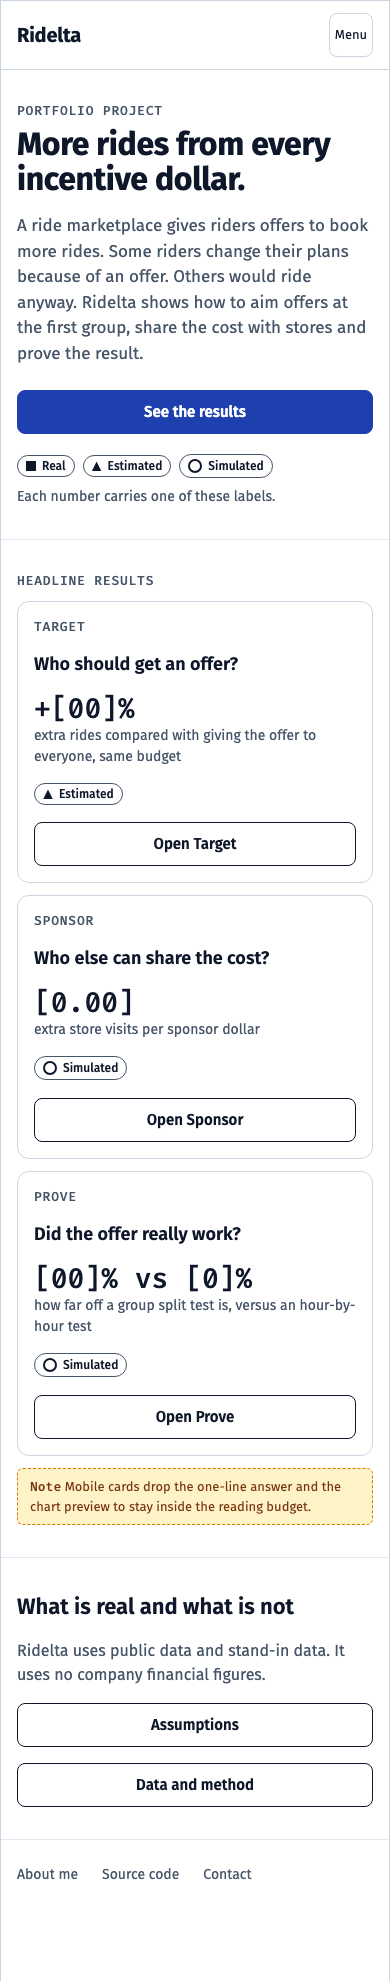 Ridelta
Menu
PORTFOLIO PROJECT
More rides from every
incentive dollar.
A ride marketplace gives riders offers to book
more rides. Some riders change their plans
because of an offer. Others would ride
anyway. Ridelta shows how to aim offers at
the first group, share the cost with stores and
prove the result.
See the results
Real
Estimated
Simulated
Each number carries one of these labels.
HEADLINE RESULTS
TARGET
Who should get an offer?
+[00]%
extra rides compared with giving the offer to
everyone, same budget
Estimated
Open Target
SPONSOR
Who else can share the cost?
[0.00]
extra store visits per sponsor dollar
Simulated
Open Sponsor
PROVE
Did the offer really work?
[00]% vs [0]%
how far off a group split test is, versus an hour-by-
hour test
Simulated
Open Prove
Note Mobile cards drop the one-line answer and the
chart preview to stay inside the reading budget.
What is real and what is not
Ridelta uses public data and stand-in data. It
uses no company financial figures.
Assumptions
Data and method
About me
Source code
Contact